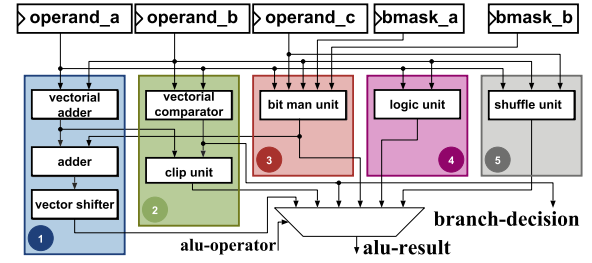 operand_a operand_b operand_c bmask_a bmask_b
vectorial adder
vectorial comparator
bit man unit
logic unit
shuffle unit
adder
clip unit
vector shifter
1
2
3
4
5
branch-decision
alu-operator
alu-result